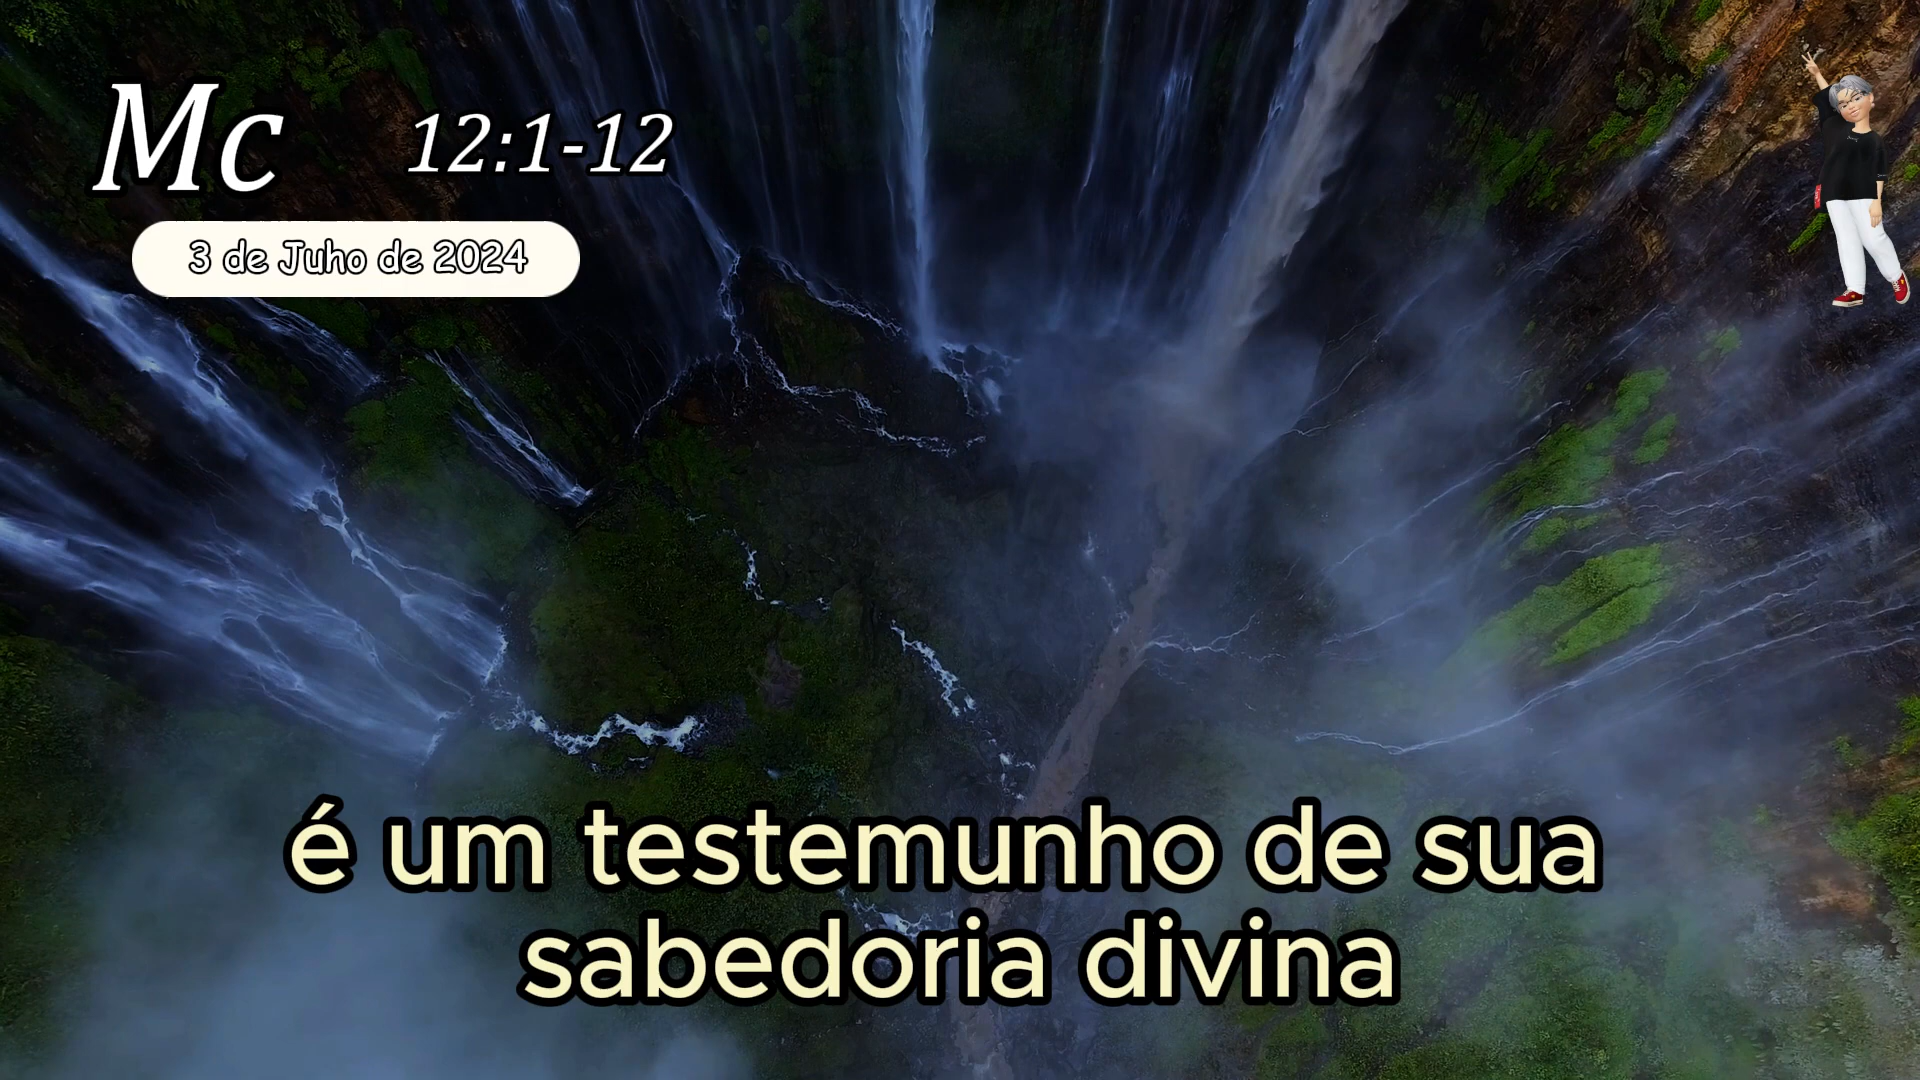 Mc 12:1-12
3 de Juho de 2024
é um testemunho de sua
sabedoria divina